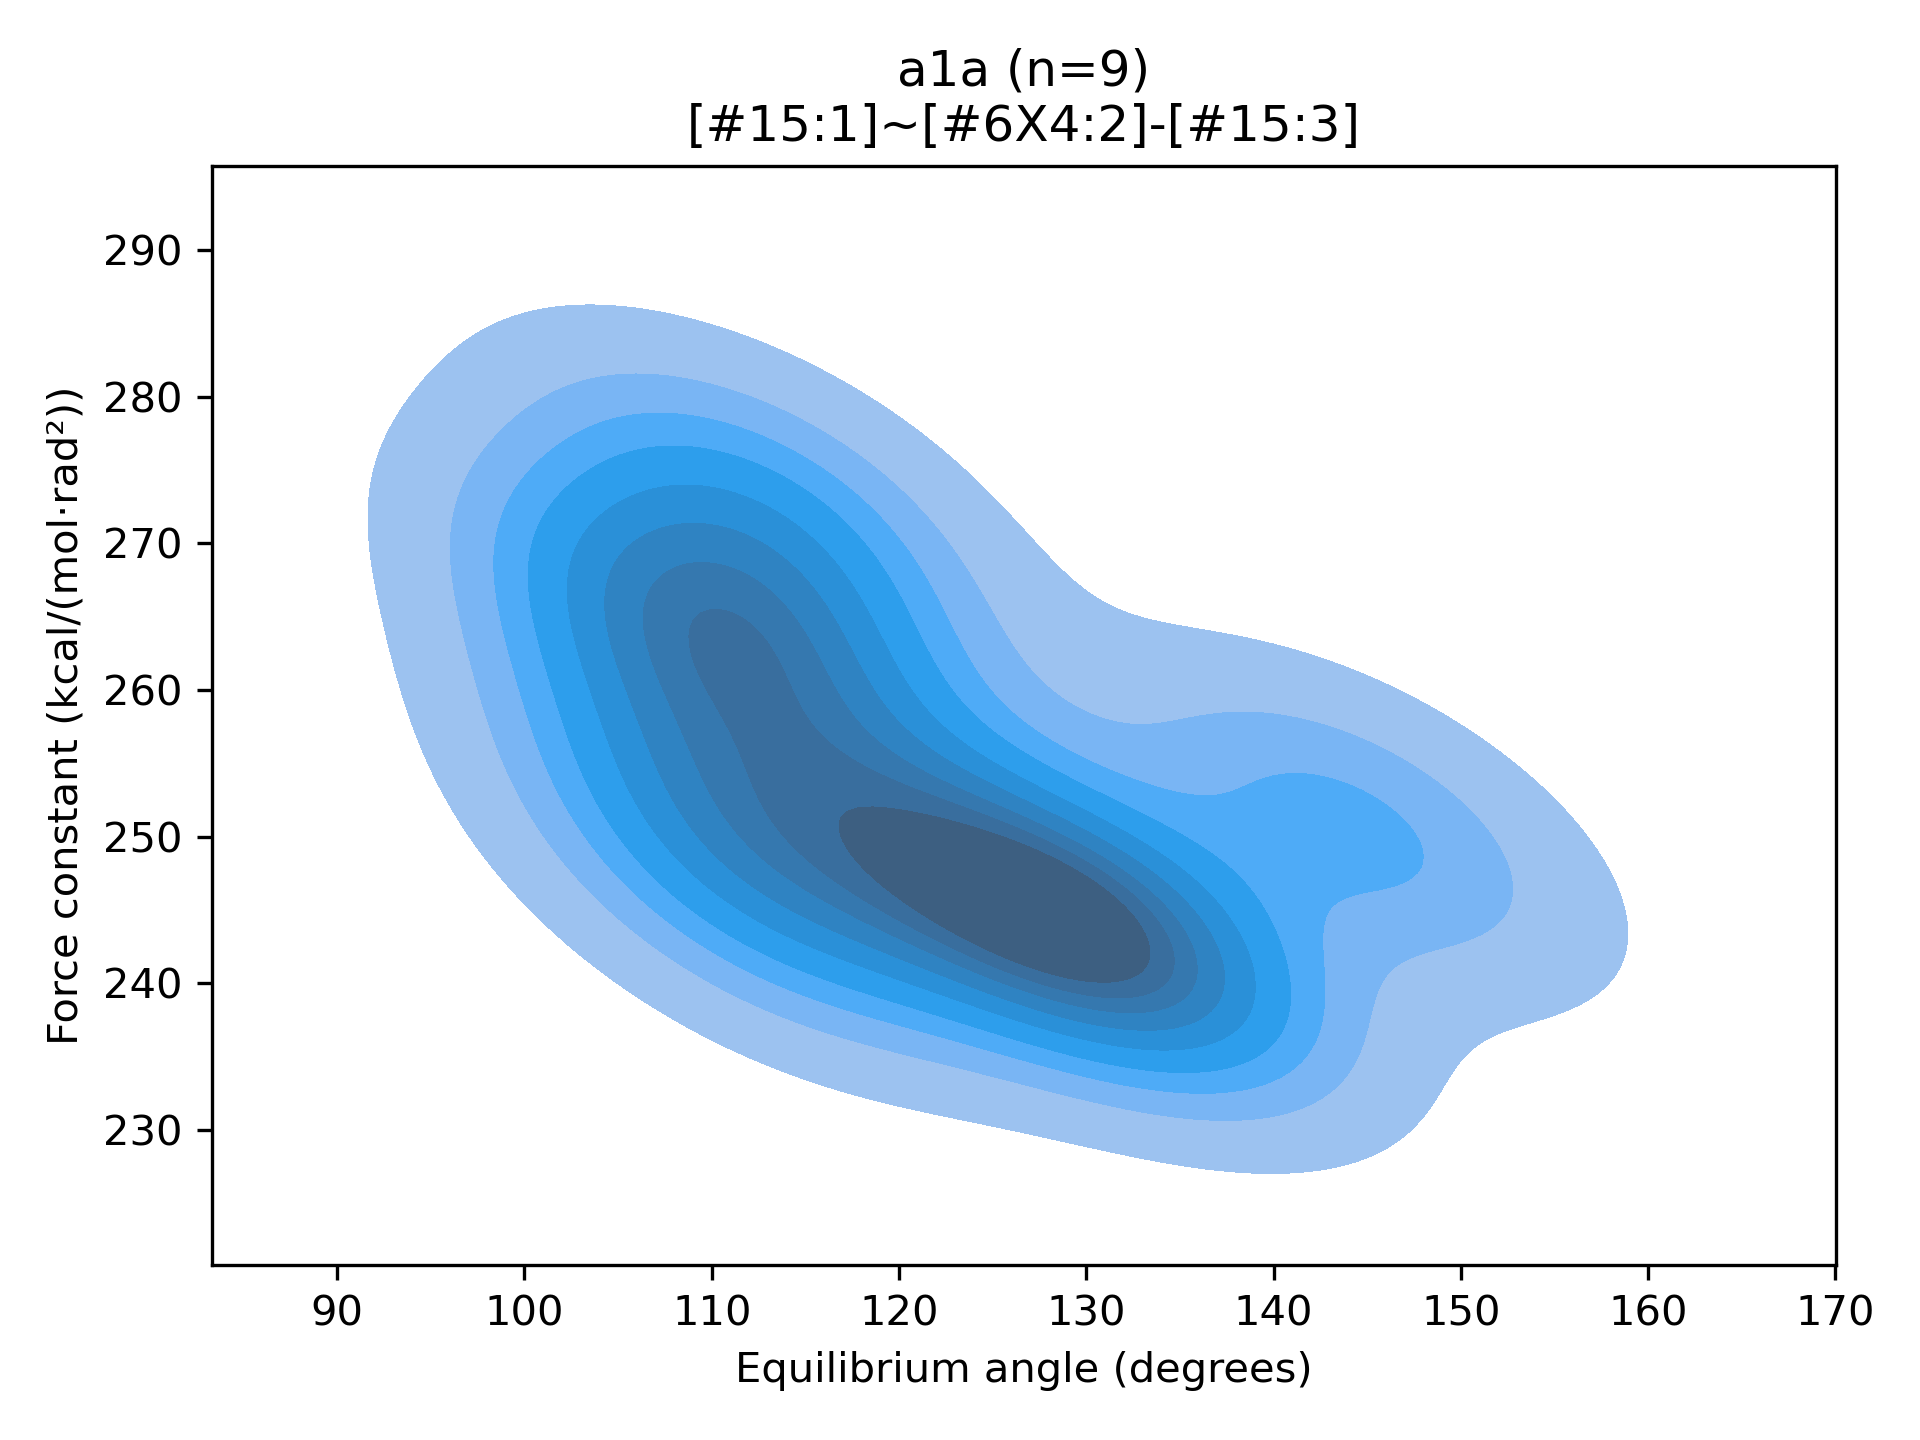 a1a (n=9)
[#15:1]~[#6X4:2]-[#15:3]
Force constant (kcal/(mol·rad²))
290
280
270
260
250
240
230
90 100 110 120 130 140 150 160 170
Equilibrium angle (degrees)